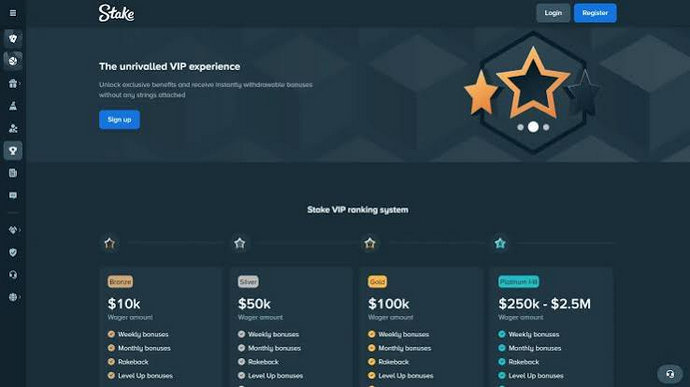 Stake
Login
Register
The unrivalled VIP experience
Unlock exclusive benefits and receive instantly withdrawable bonuses
without any strings attached
Sign up
Stake VIP ranking system
Bronze
$10k
Wager amount
Weekly bonuses
Monthly bonuses
Rakeback
Level Up bonuses
Silver
$50k
Wager amount
Weekly bonuses
Monthly bonuses
Rakeback
Level Up bonuses
Gold
$100k
Wager amount
Weekly bonuses
Monthly bonuses
Rakeback
Level Up bonuses
Platinum I-III
$250k - $2.5M
Wager amount
Weekly bonuses
Monthly bonuses
Rakeback
Level Up bonuses